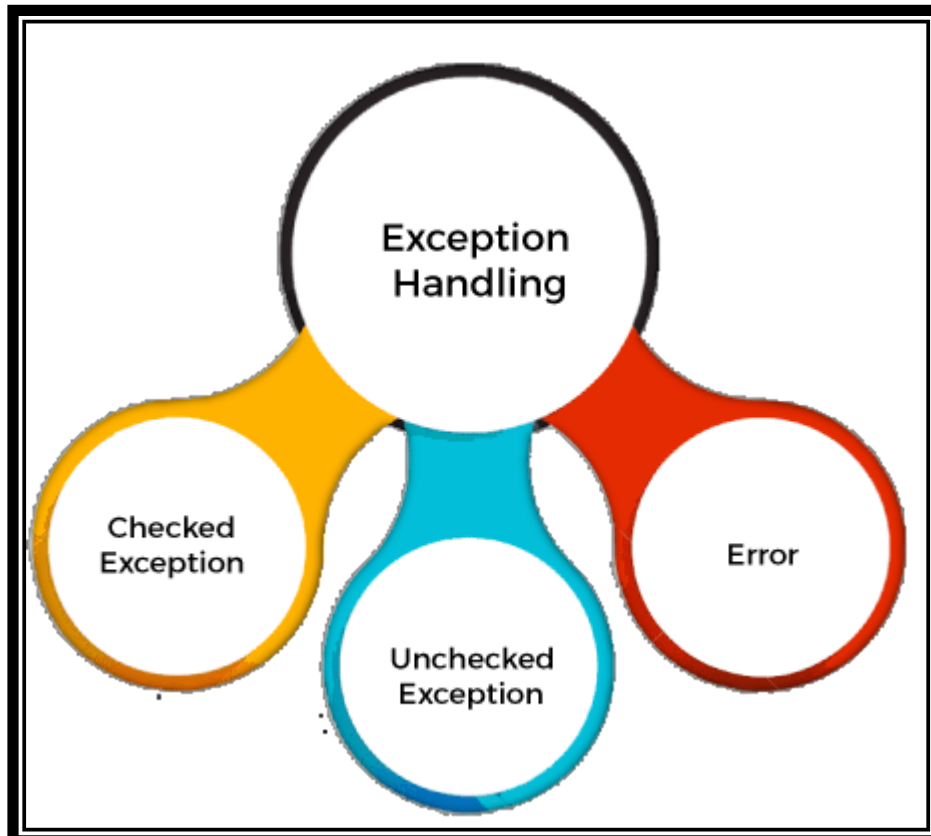 Exception
Handling
Checked
Exception
Unchecked
Exception
Error